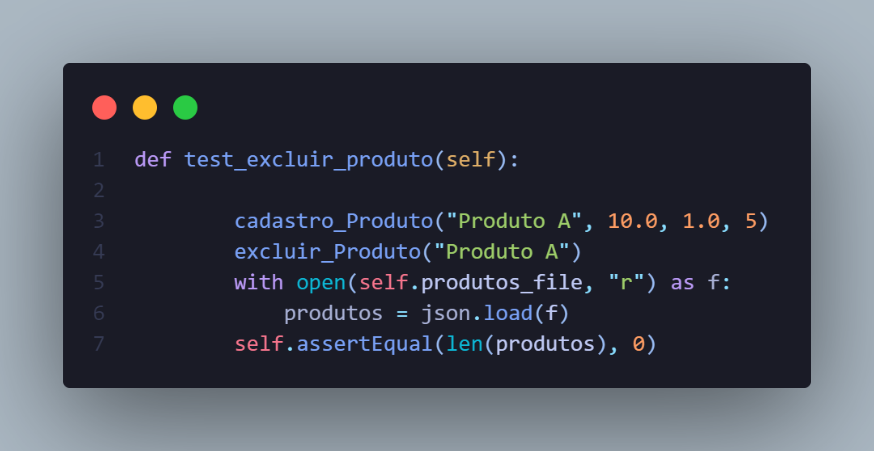 1 def test_excluir_produto(self):
2
3         cadastro_Produto("Produto A", 10.0, 1.0, 5)
4         excluir_Produto("Produto A")
5         with open(self.produtos_file, "r") as f:
6             produtos = json.load(f)
7         self.assertEqual(len(produtos), 0)